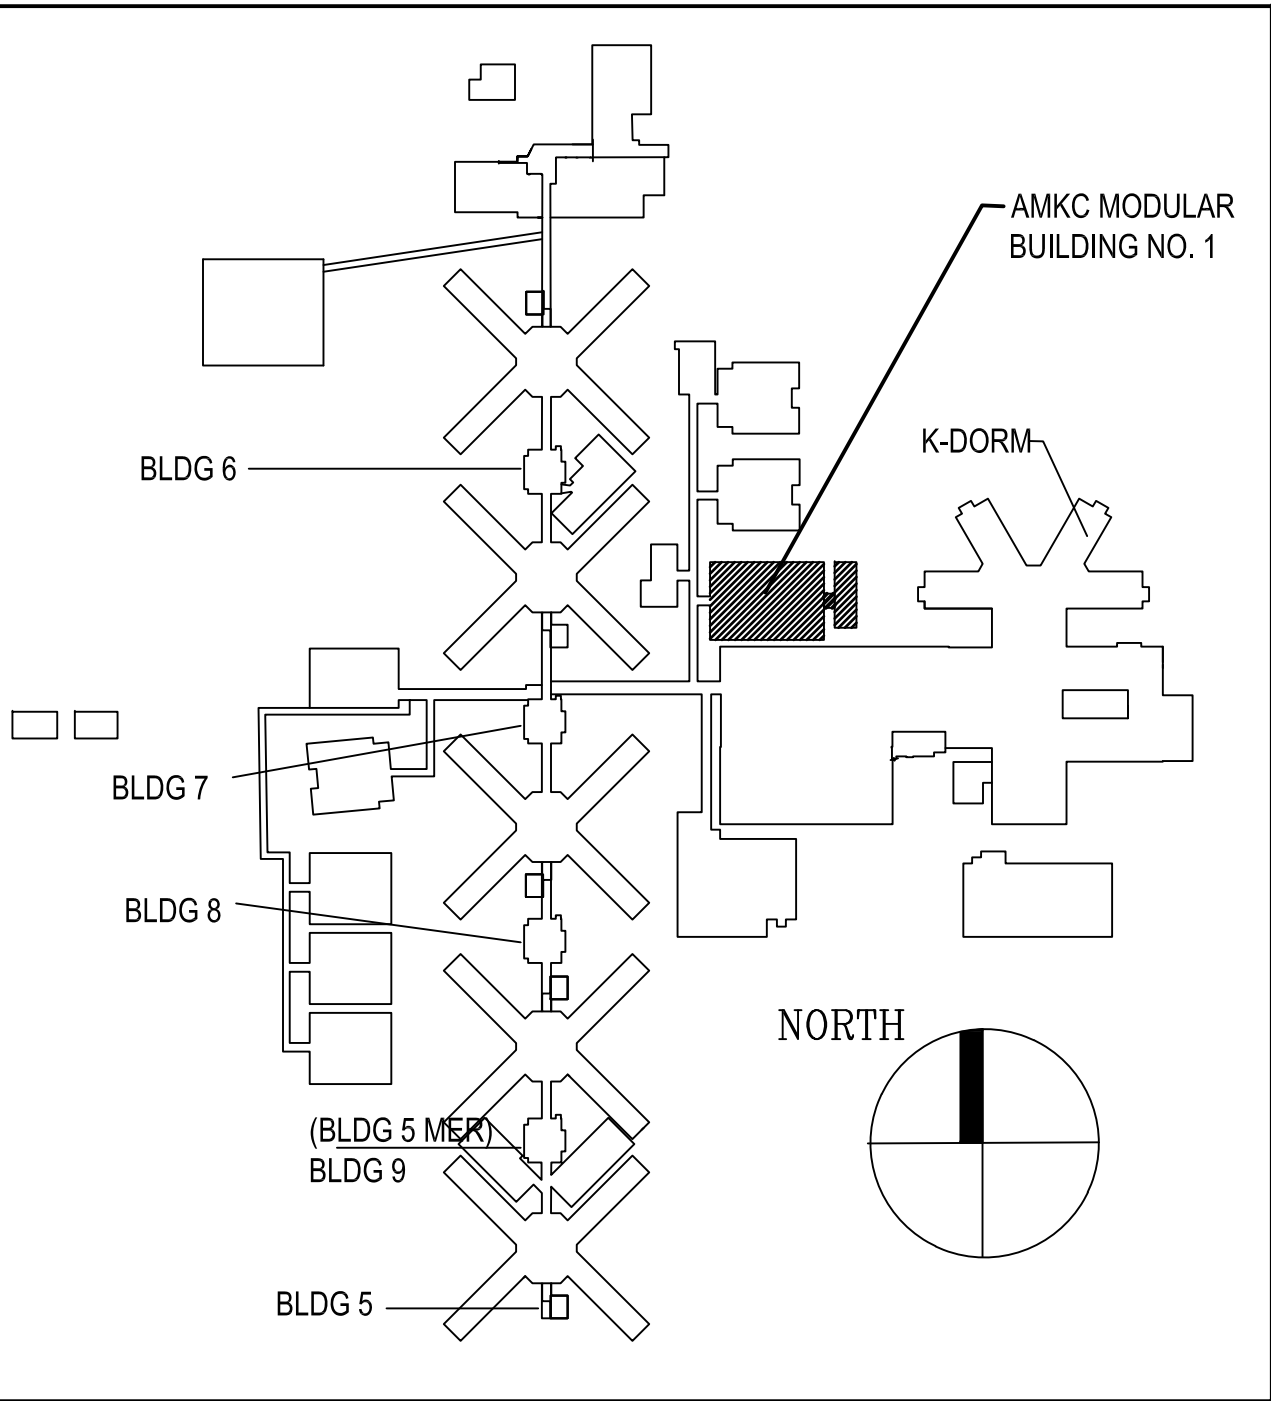 AMKC MODULAR
BUILDING NO. 1
K-DORM
BLDG 6
BLDG 7
BLDG 8
NORTH
(BLDG 5 MER)
BLDG 9
BLDG 5